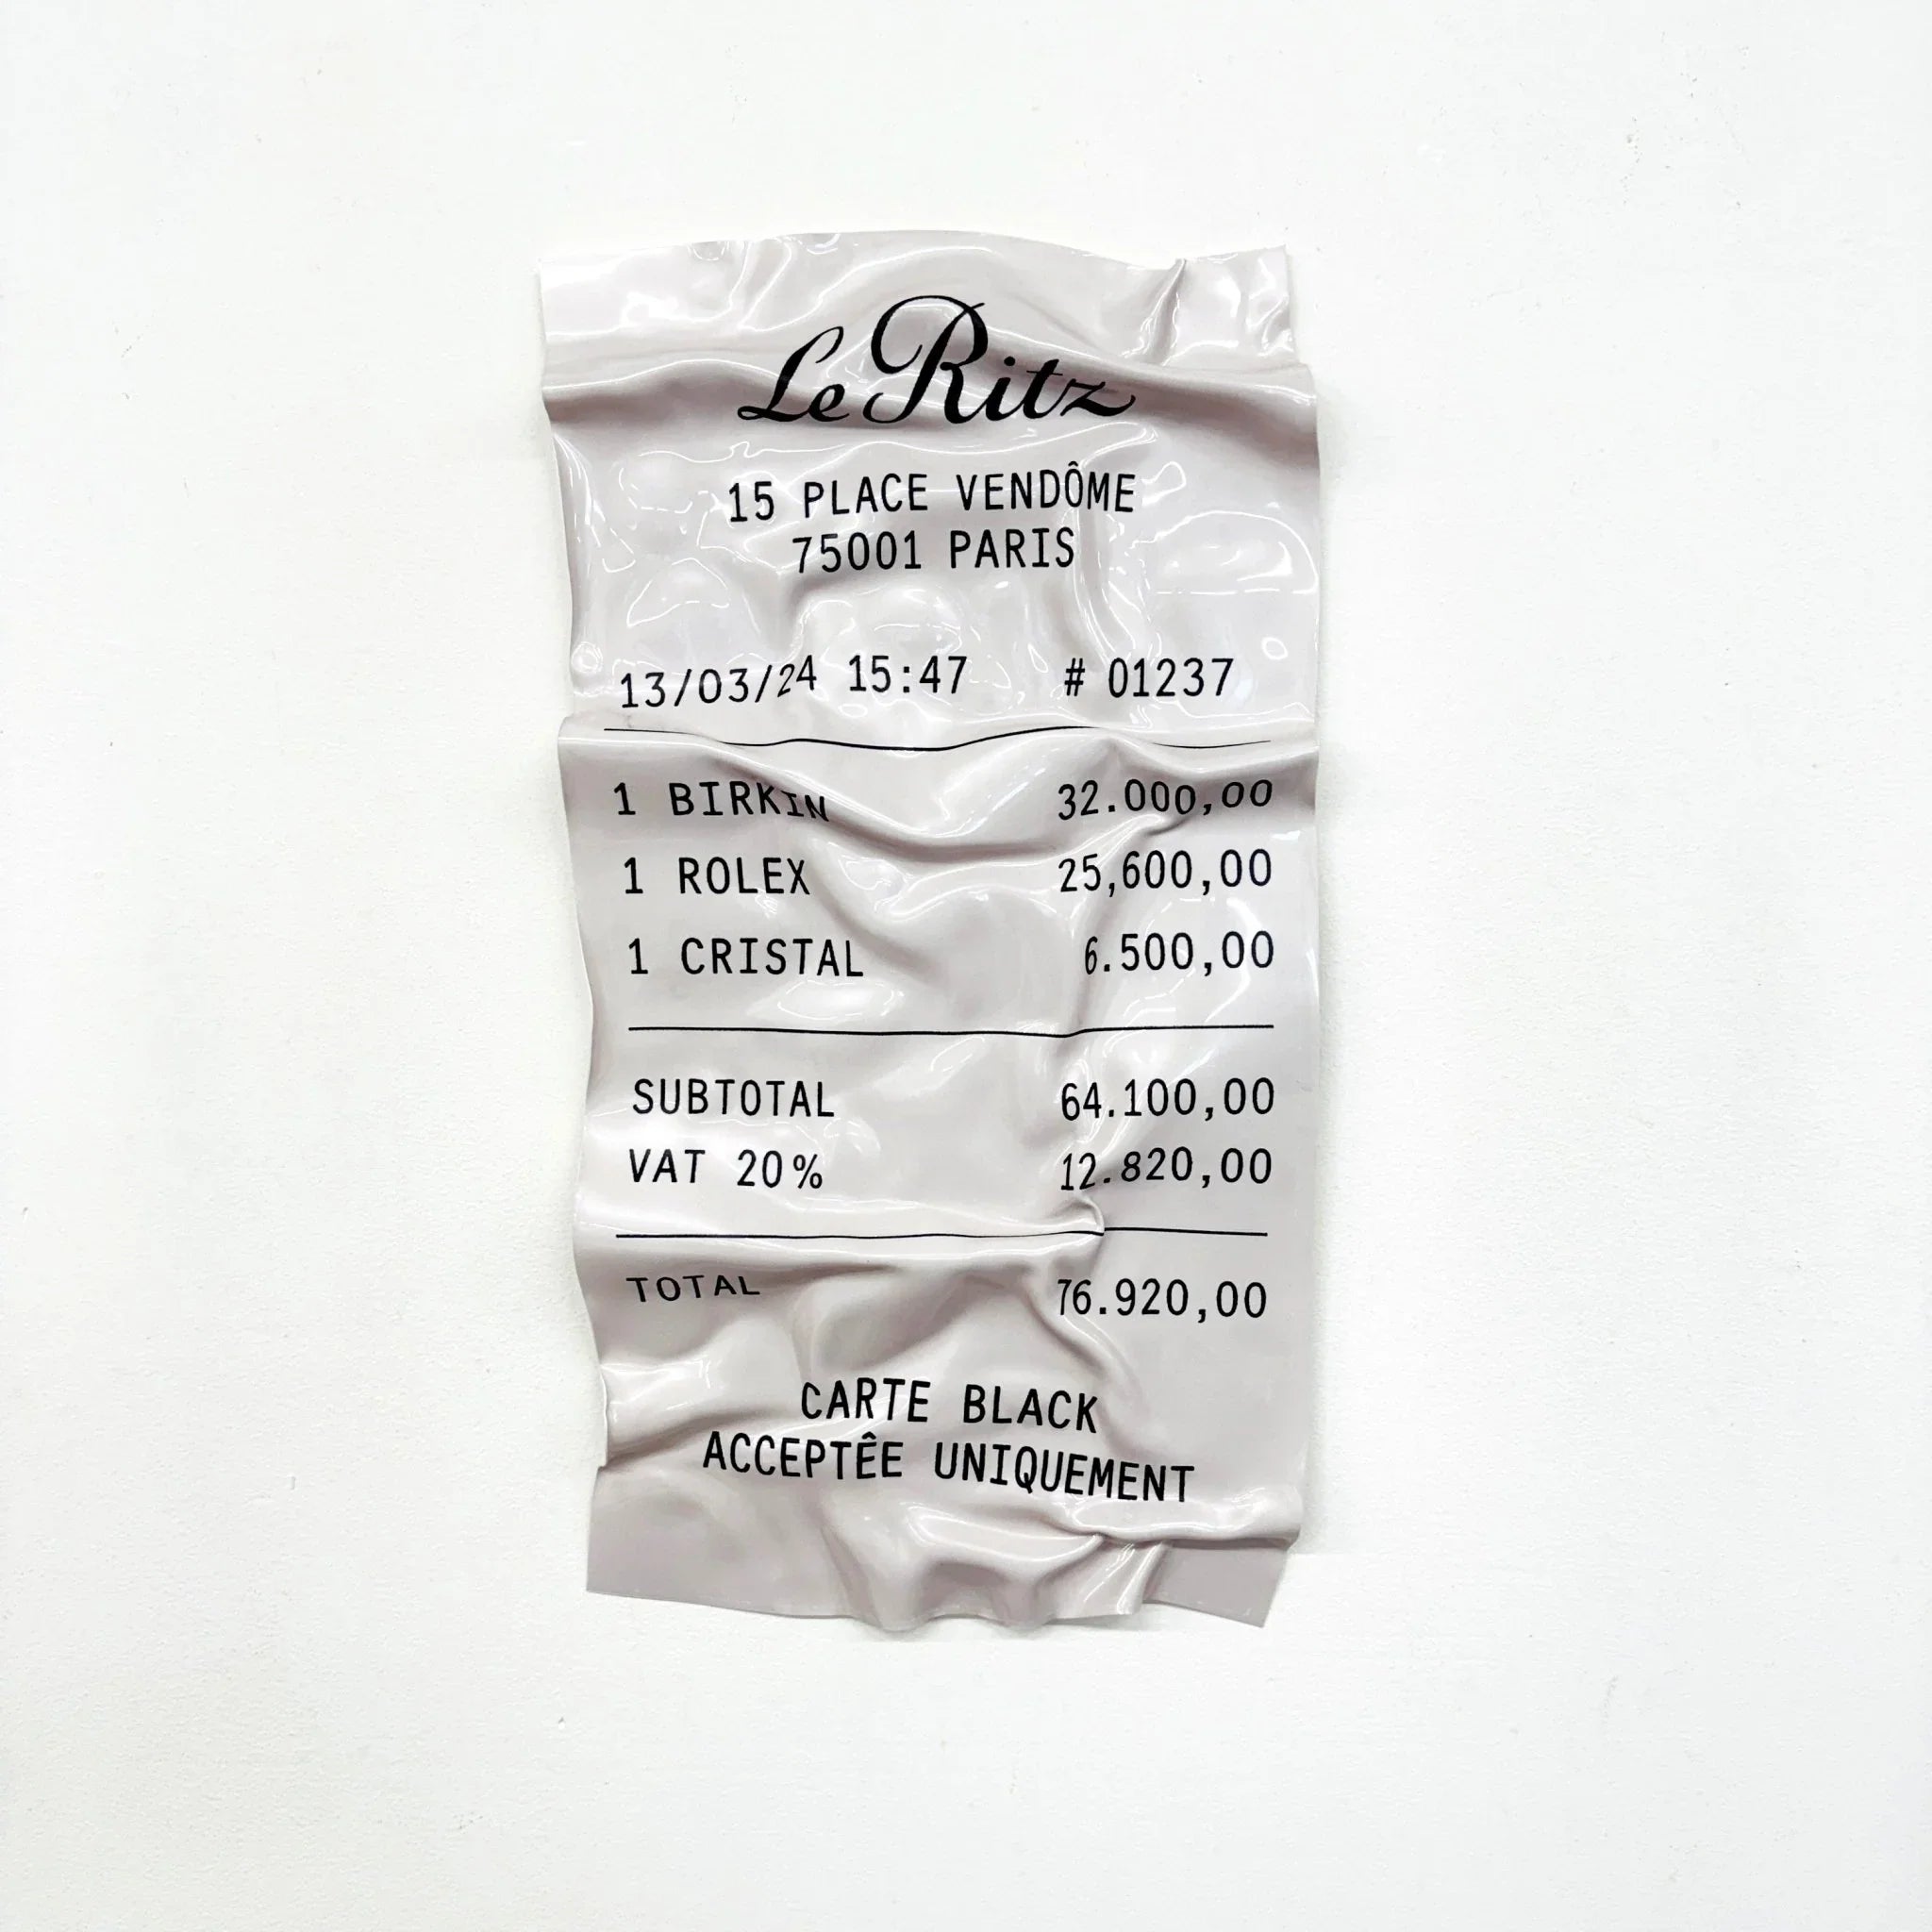 Le Ritz
15 PLACE VENDÔME
75001 PARIS
13/03/24 15:47 # 01237
1 BIRKIN 32.000,00
1 ROLEX 25,600,00
1 CRISTAL 6.500,00
SUBTOTAL 64.100,00
VAT 20% 12.820,00
TOTAL 76.920,00
CARTE BLACK
ACCEPTÊE UNIQUEMENT